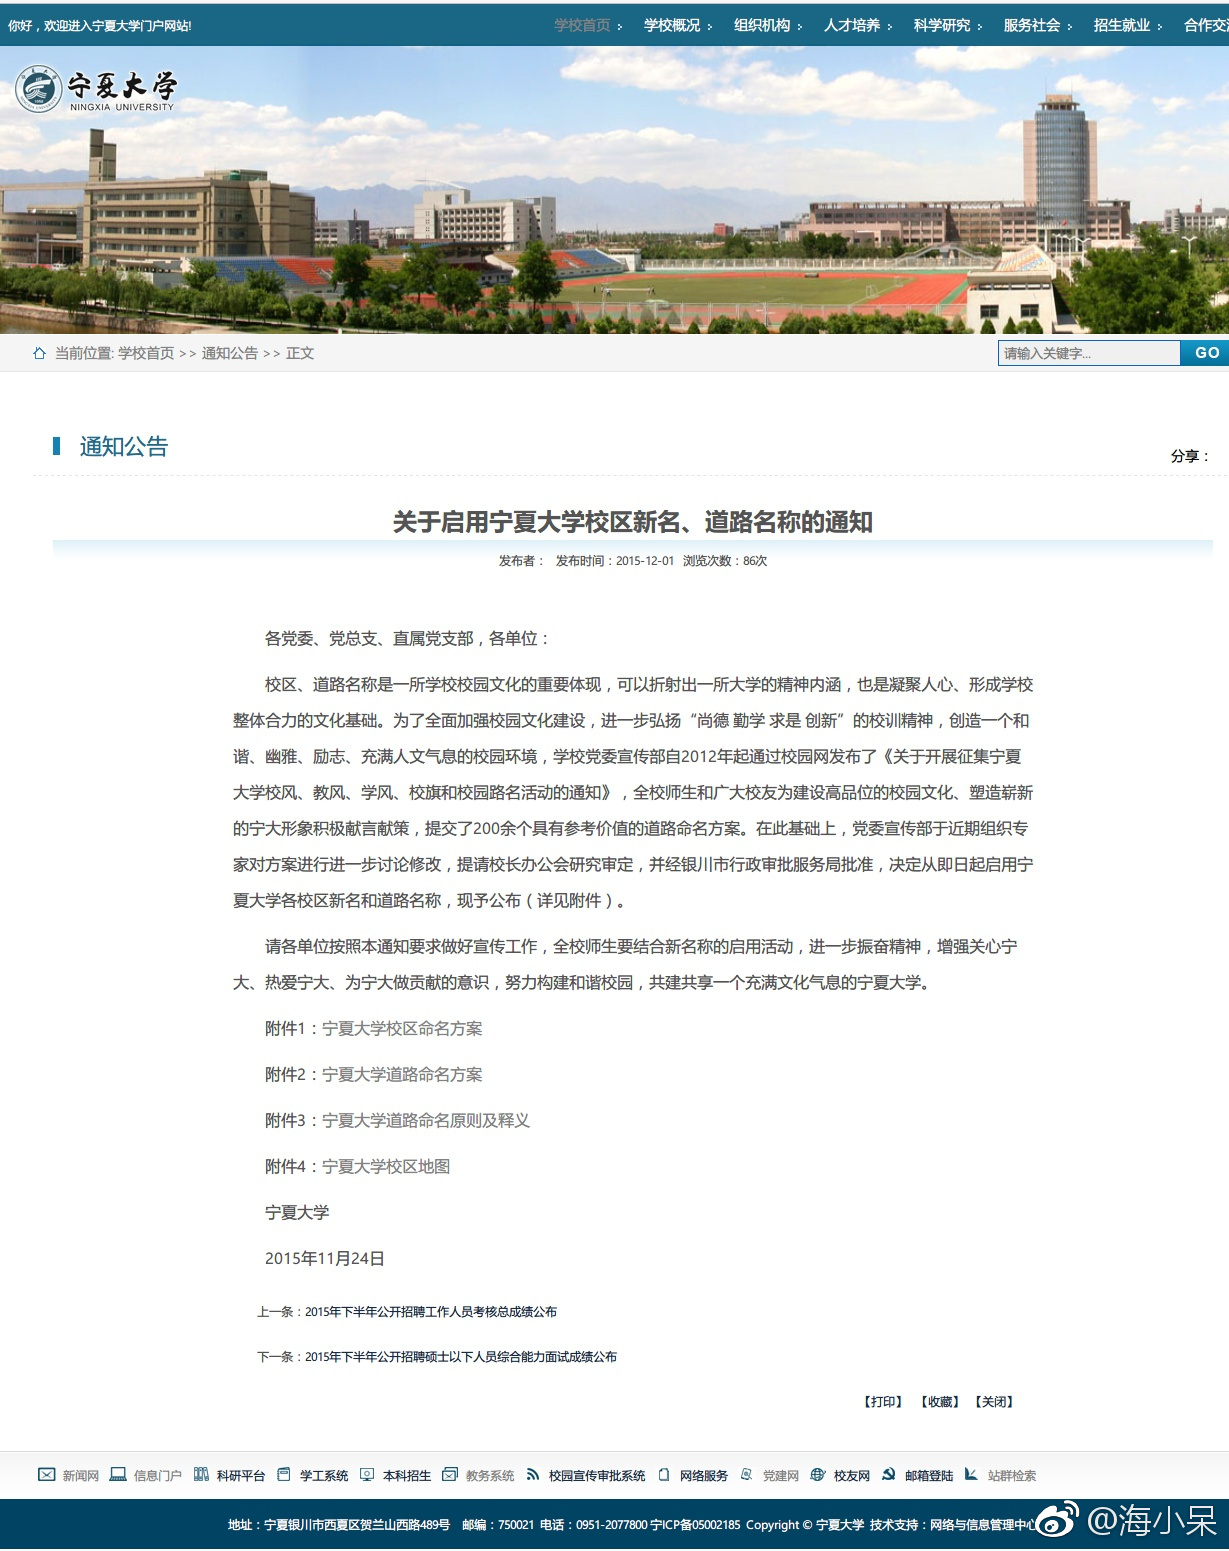 你好，欢迎进入宁夏大学门户网站!
学校首页 学校概况 组织机构 人才培养 科学研究 服务社会 招生就业 合作交
宁夏大学
NINGXIA UNIVERSITY
当前位置: 学校首页 >> 通知公告 >> 正文
请输入关键字...
GO
通知公告
分享：
关于启用宁夏大学校区新名、道路名称的通知
发布者： 发布时间：2015-12-01 浏览次数：86次
各党委、党总支、直属党支部，各单位：
校区、道路名称是一所学校校园文化的重要体现，可以折射出一所大学的精神内涵，也是凝聚人心、形成学校
整体合力的文化基础。为了全面加强校园文化建设，进一步弘扬“尚德 勤学 求是 创新”的校训精神，创造一个和
谐、幽雅、励志、充满人文气息的校园环境，学校党委宣传部自2012年起通过校园网发布了《关于开展征集宁夏
大学校风、教风、学风、校旗和校园路名活动的通知》，全校师生和广大校友为建设高品位的校园文化、塑造崭新
的宁大形象积极献言献策，提交了200余个具有参考价值的道路命名方案。在此基础上，党委宣传部于近期组织专
家对方案进行进一步讨论修改，提请校长办公会研究审定，并经银川市行政审批服务局批准，决定从即日起启用宁
夏大学各校区新名和道路名称，现予公布（详见附件）。
请各单位按照本通知要求做好宣传工作，全校师生要结合新名称的启用活动，进一步振奋精神，增强关心宁
大、热爱宁大、为宁大做贡献的意识，努力构建和谐校园，共建共享一个充满文化气息的宁夏大学。
附件1：宁夏大学校区命名方案
附件2：宁夏大学道路命名方案
附件3：宁夏大学道路命名原则及释义
附件4：宁夏大学校区地图
宁夏大学
2015年11月24日
上一条：2015年下半年公开招聘工作人员考核总成绩公布
下一条：2015年下半年公开招聘硕士以下人员综合能力面试成绩公布
【打印】 【收藏】 【关闭】
新闻网 信息门户 科研平台 学工系统 本科招生 教务系统 校园宣传审批系统 网络服务 党建网 校友网 邮箱登陆 站群检索
地址：宁夏银川市西夏区贺兰山西路489号 邮编：750021 电话：0951-2077800 宁ICP备05002185 Copyright © 宁夏大学 技术支持：网络与信息管理中心
@海小呆